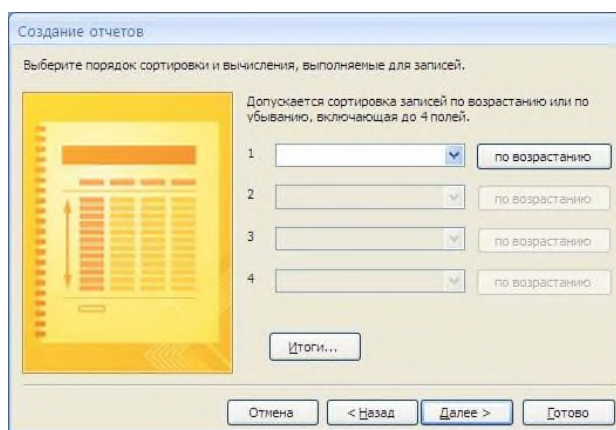 Создание отчетов
Выберите порядок сортировки и вычисления, выполняемые для записей.
Допускается сортировка записей по возрастанию или по
убыванию, включающая до 4 полей.
1 по возрастанию
2 по возрастанию
3 по возрастанию
4 по возрастанию
Итоги...
Отмена < Назад Далее > Готово